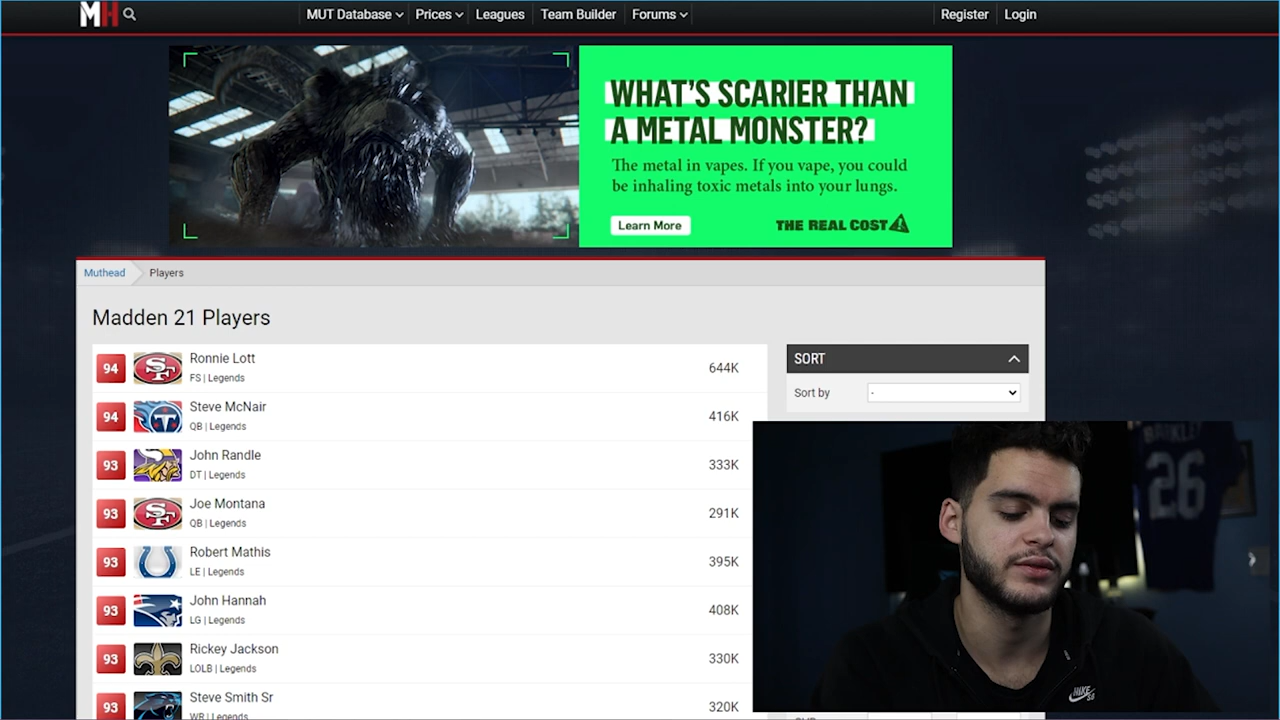 MH
MUT Database
Prices
Leagues
Team Builder
Forums
Register
Login
WHAT'S SCARIER THAN
A METAL MONSTER?
The metal in vapes. If you vape, you could
be inhaling toxic metals into your lungs.
Learn More
THE REAL COST
Muthead
Players
Madden 21 Players
94
Ronnie Lott
FS | Legends
644K
94
Steve McNair
QB | Legends
416K
93
John Randle
DT | Legends
333K
93
SF
Joe Montana
QB | Legends
291K
93
Robert Mathis
LE | Legends
395K
93
John Hannah
LG | Legends
408K
93
Rickey Jackson
LOLB | Legends
330K
93
Steve Smith Sr
WR | Legends
320K
SORT
Sort by
-
26
NIKE SB